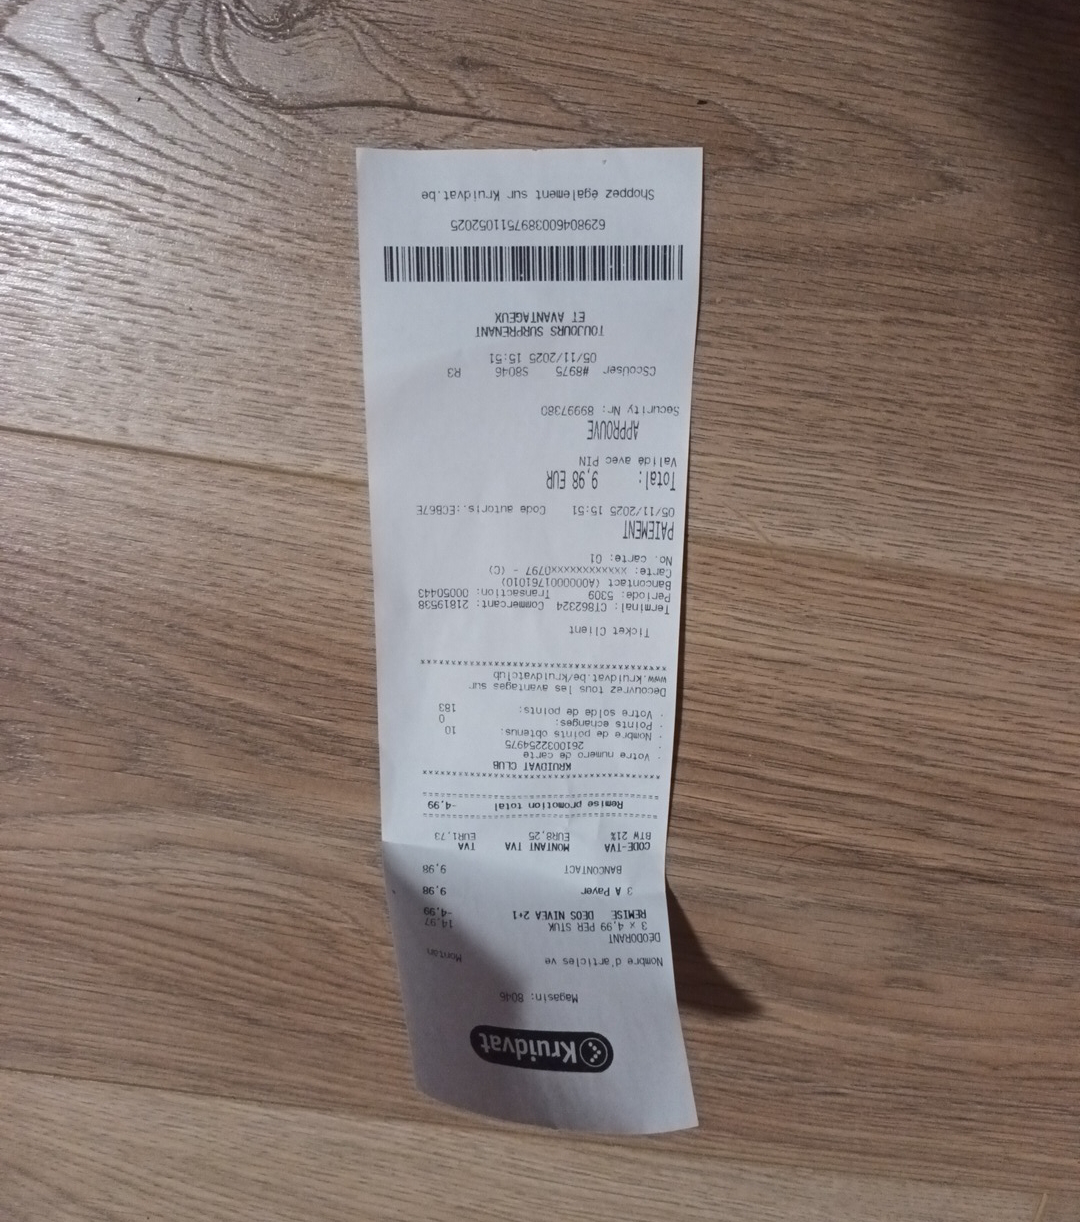 Kruidvat
Magasin: 8046
Nombre d'articles ve Montan
DEODORANT
3 x 4,99 PER STUK 14,97
REMISE DEOS NIVEA 2+1 -4,99
3 A Payer 9,98
BANCONTACT 9,98
CODE-TVA MONTANT TVA TVA
BTW 21% EUR8,25 EUR1,73
===================================
Remise promotion total -4,99
===================================
***********************************
KRUIDVAT CLUB
· Votre numero de carte
· 2610032254975
· Nombre de points obtenus: 10
· Points echanges: 0
· Votre solde de points: 183
Decouvrez tous les avantages sur
www.kruidvat.be/kr/kruidvatclub
***********************************
Ticket Client
Terminal: CT862324 Commercant: 21819538
Periode: 5309 Transaction: 00050443
Bancontact (A0000001761010)
Carte: xxxxxxxxxxxx0797 - (C)
No. carte: 01
PAIEMENT
05/11/2025 15:51 Code autoris.:ECB67E
Total: 9,98 EUR
Validé avec PIN
APPROUVE
Security Nr: 89997380
CScoUser #8975 S8046 R3
05/11/2025 15:51
TOUJOURS SURPRENANT
ET AVANTAGEUX
6298046003897511052025
Shoppez également sur Kruidvat.be